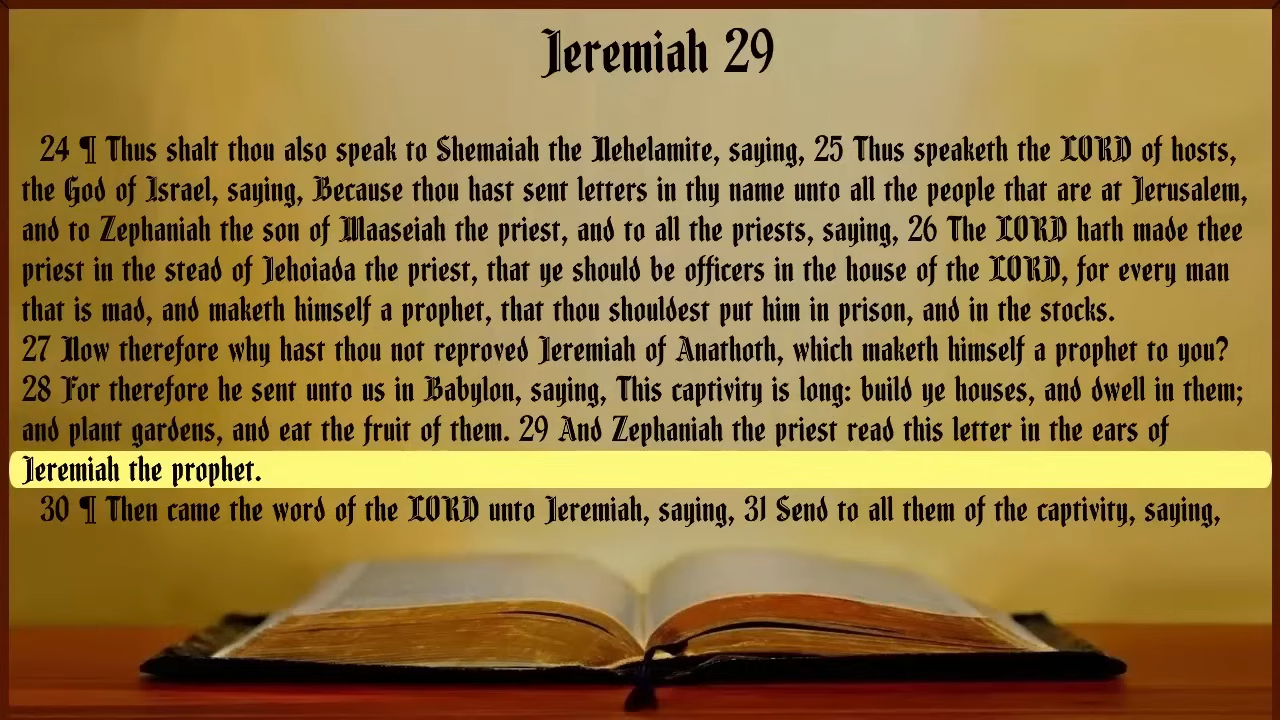 Jeremiah 29
24 ¶ Thus shalt thou also speak to Shemaiah the Nehelamite, saying, 25 Thus speaketh the LORD of hosts,
the God of Israel, saying, Because thou hast sent letters in thy name unto all the people that are at Jerusalem,
and to Zephaniah the son of Maaseiah the priest, and to all the priests, saying, 26 The LORD hath made thee
priest in the stead of Jehoiada the priest, that ye should be officers in the house of the LORD, for every man
that is mad, and maketh himself a prophet, that thou shouldest put him in prison, and in the stocks.
27 Now therefore why hast thou not reproved Jeremiah of Anathoth, which maketh himself a prophet to you?
28 For therefore he sent unto us in Babylon, saying, This captivity is long: build ye houses, and dwell in them;
and plant gardens, and eat the fruit of them. 29 And Zephaniah the priest read this letter in the ears of
Jeremiah the prophet.
30 ¶ Then came the word of the LORD unto Jeremiah, saying, 31 Send to all them of the captivity, saying,